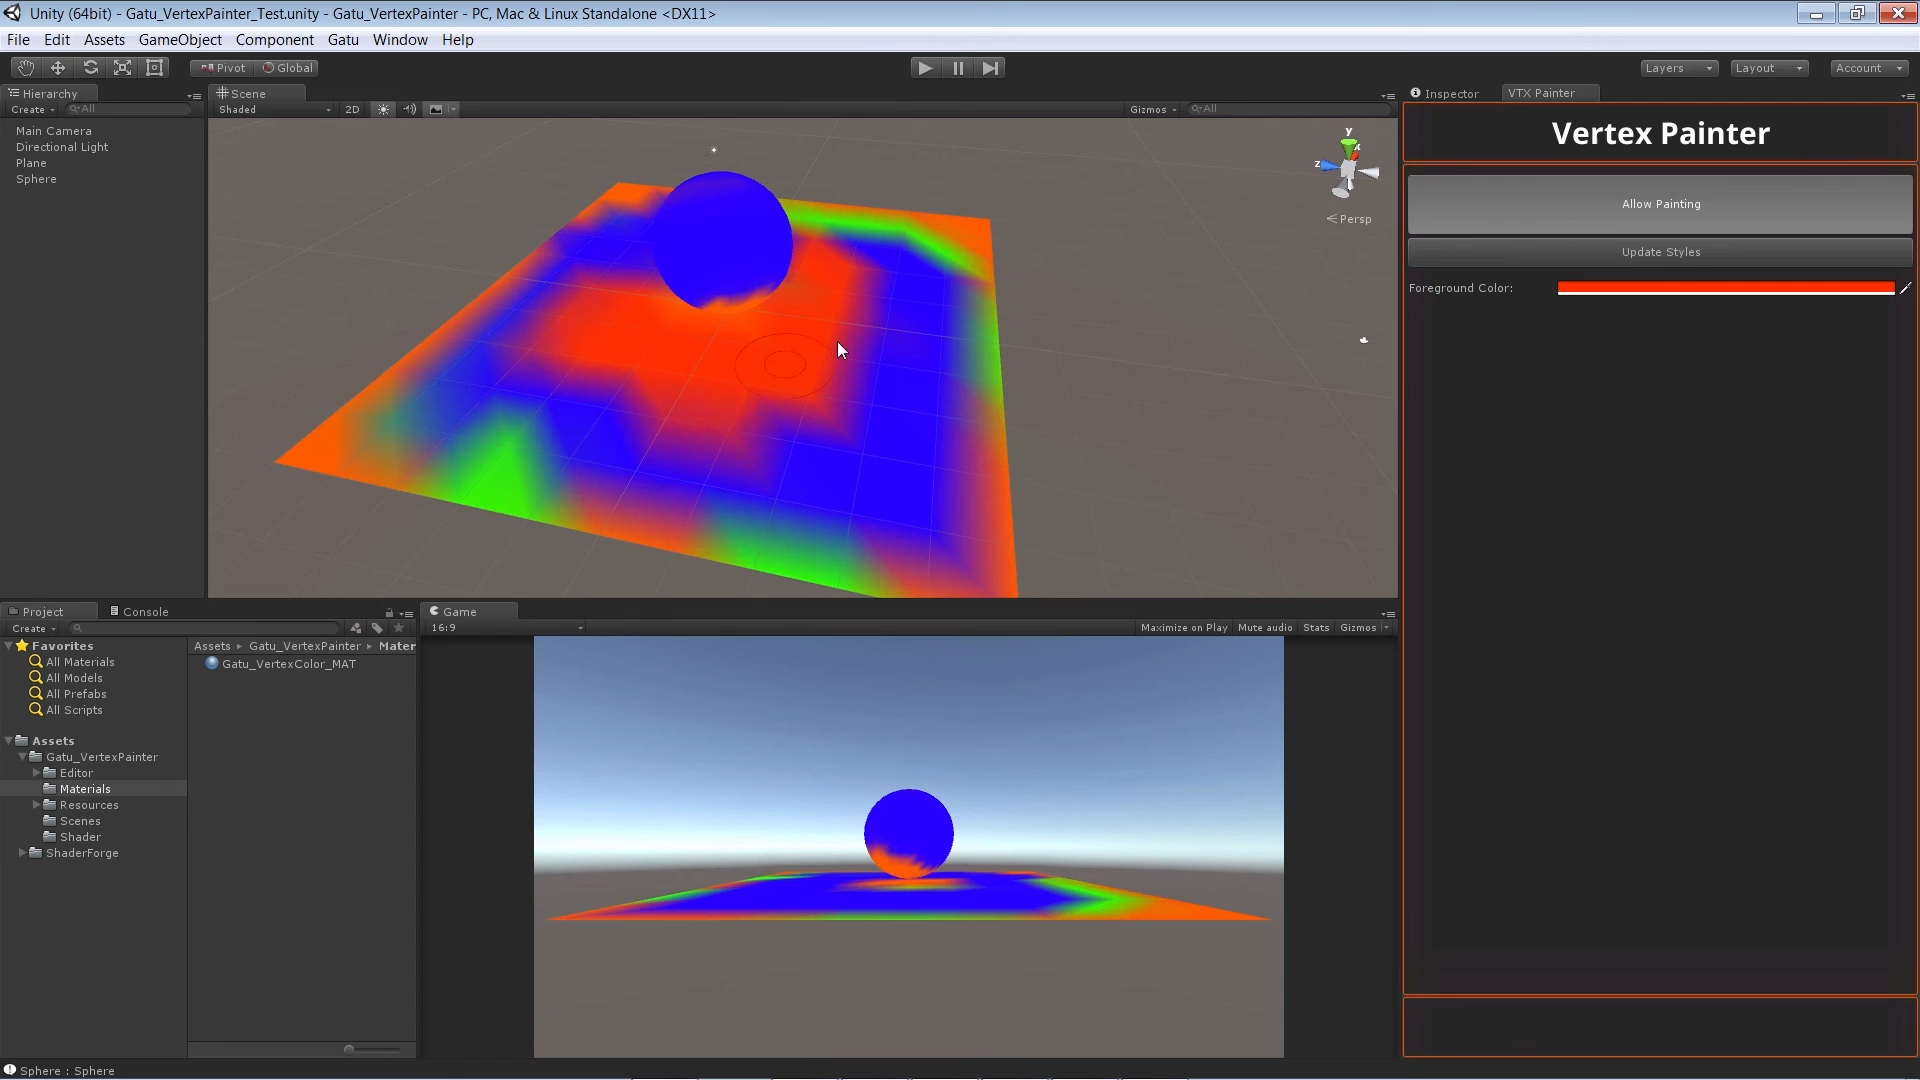 Unity (64bit) - Gatu_VertexPainter_Test.unity - Gatu_VertexPainter - PC, Mac & Linux Standalone <DX11>
File Edit Assets GameObject Component Gatu Window Help
Pivot Global
Layers Layout Account
Hierarchy
Create All
Main Camera
Directional Light
Plane
Sphere
Scene
Shaded 2D Gizmos All
y
x
z
Persp
Inspector VTX Painter
Vertex Painter
Allow Painting
Update Styles
Foreground Color:
Project Console
Create
Favorites
All Materials
All Models
All Prefabs
All Scripts
Assets
Gatu_VertexPainter
Editor
Materials
Resources
Scenes
Shader
ShaderForge
Assets Gatu_VertexPainter Mater
Gatu_VertexColor_MAT
Game
16:9 Maximize on Play Mute audio Stats Gizmos
Sphere : Sphere